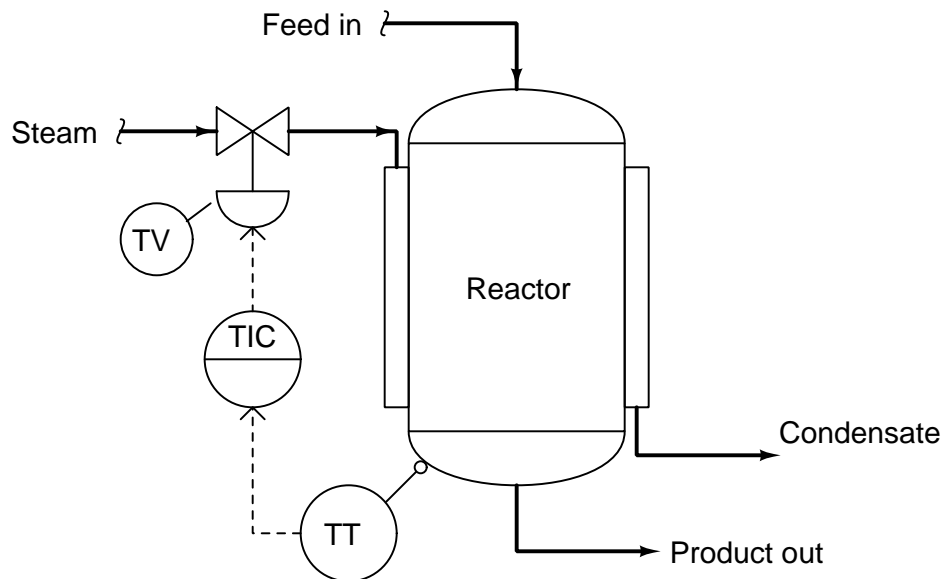 Feed in
Steam
TV
Reactor
TIC
Condensate
TT
Product out